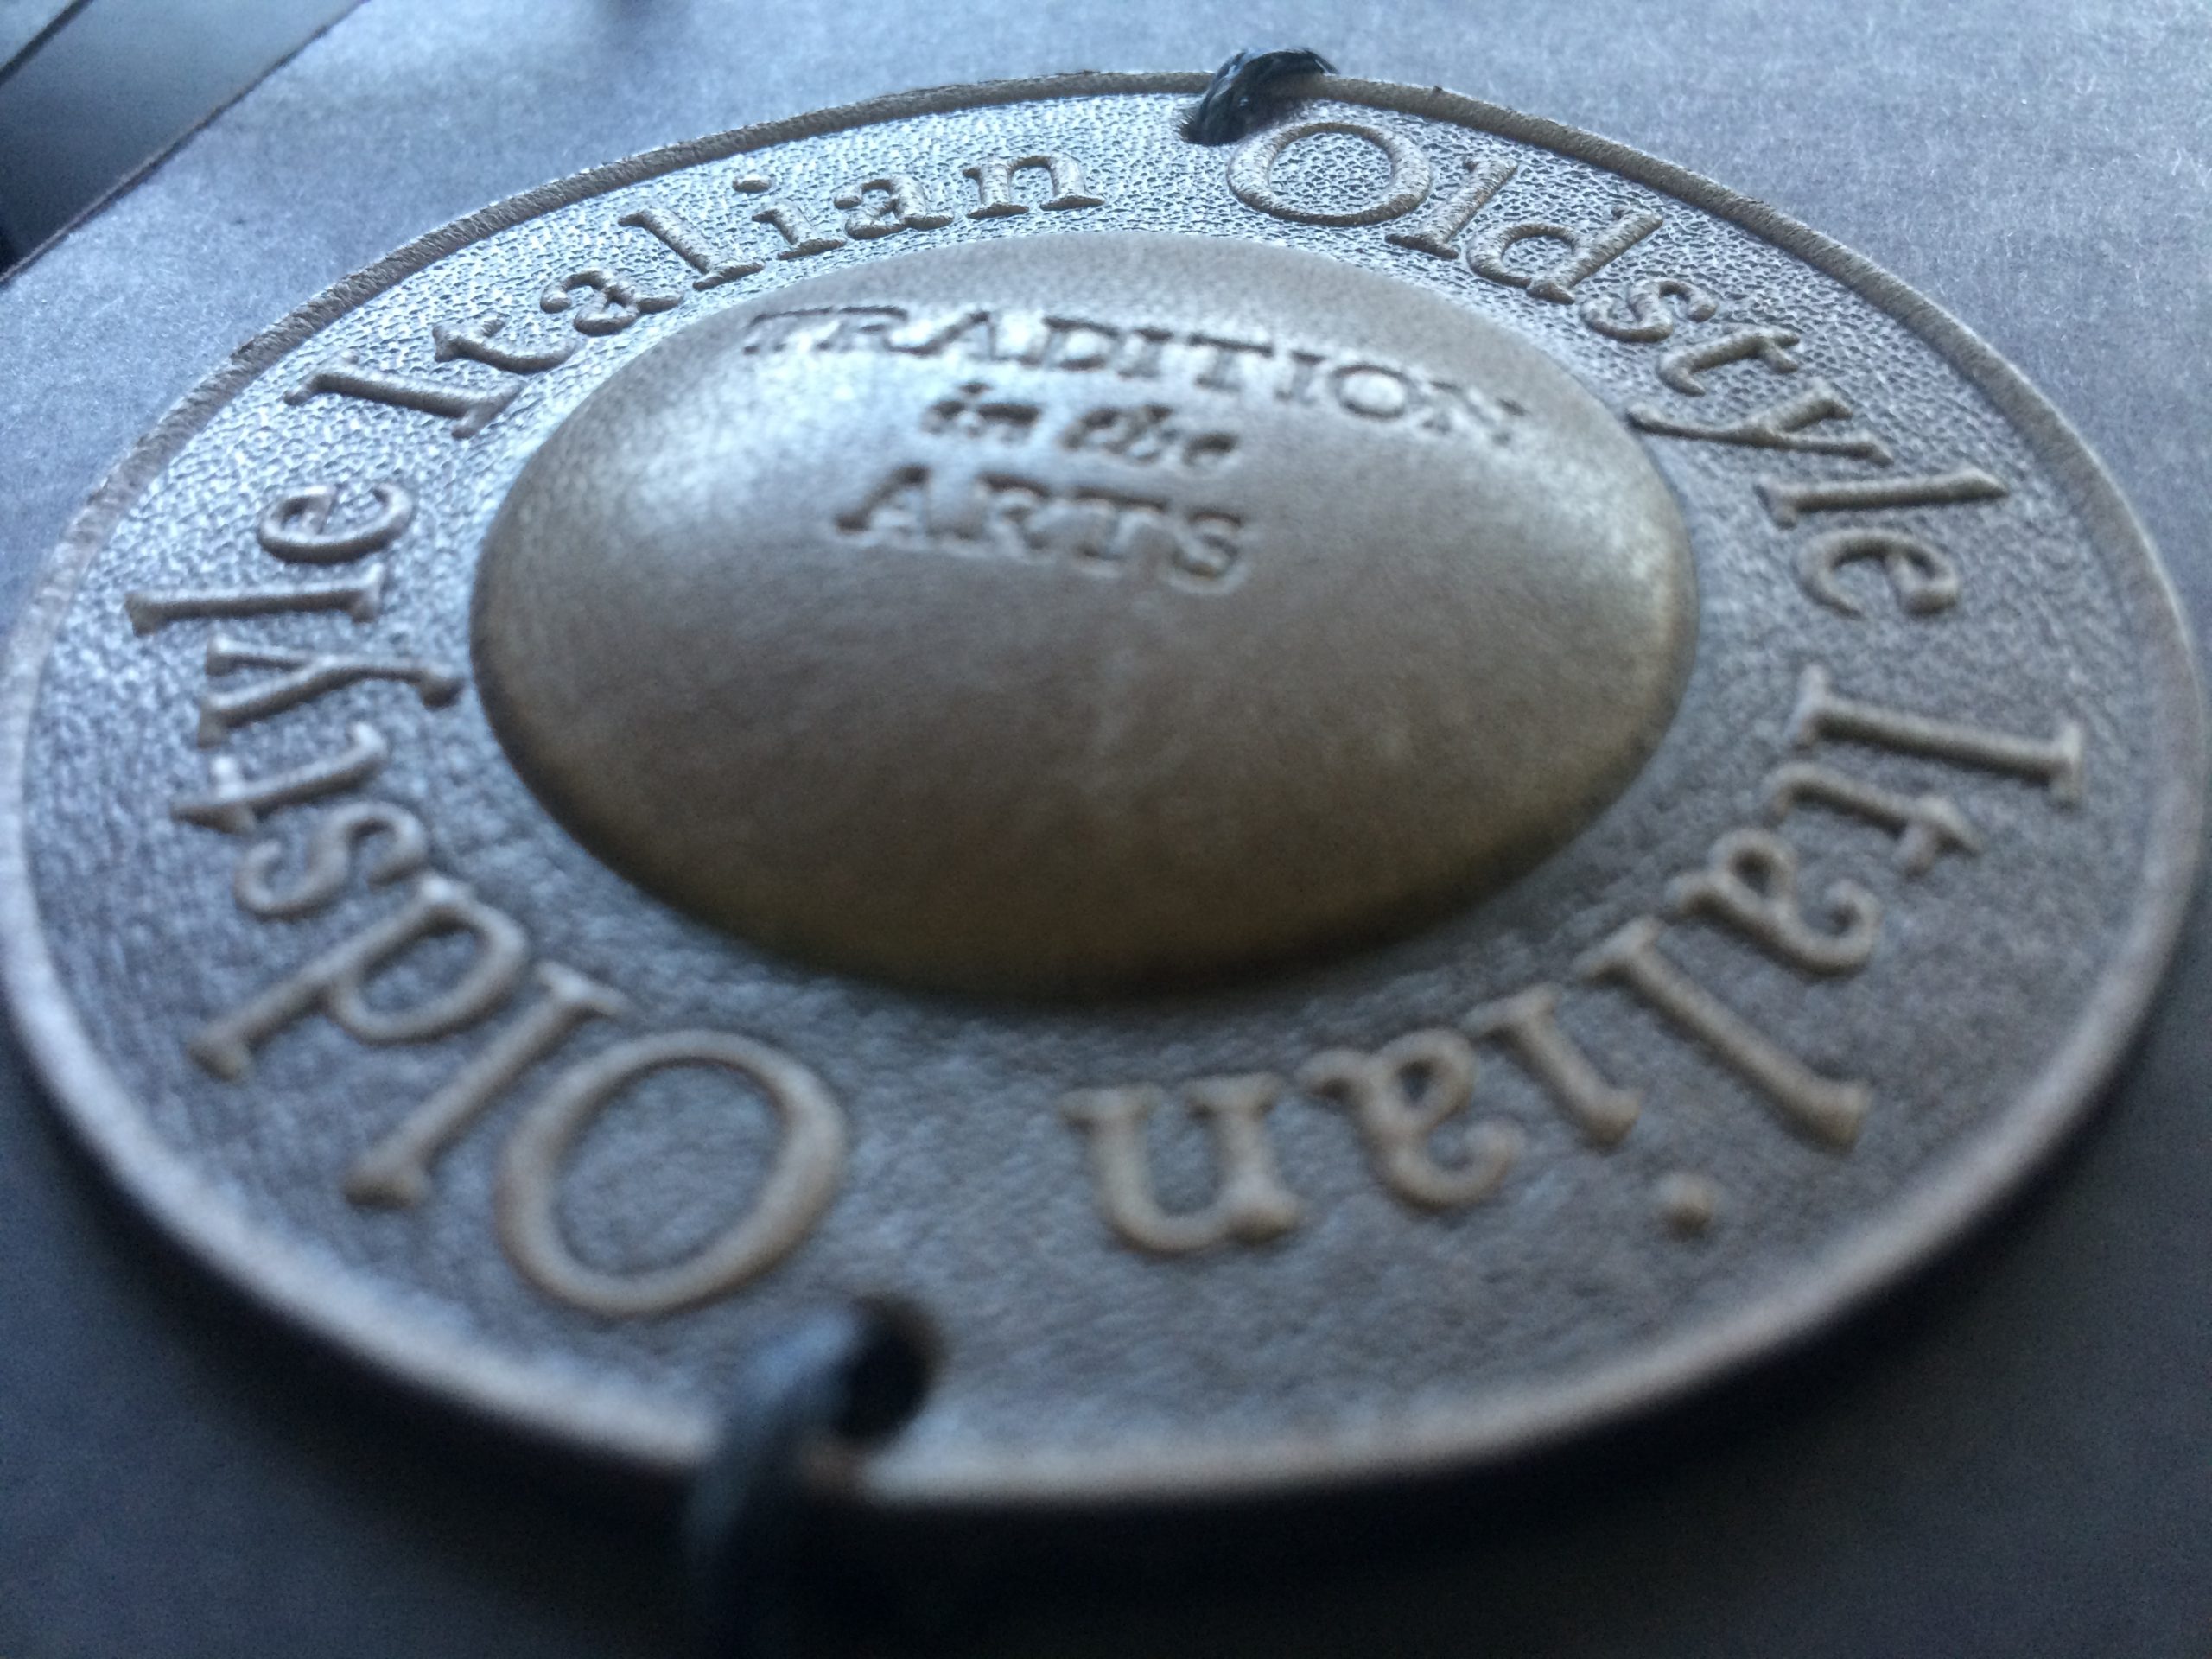 Italian Oldstyle Italian Oldstyle
TRADITION
in the
ARTS